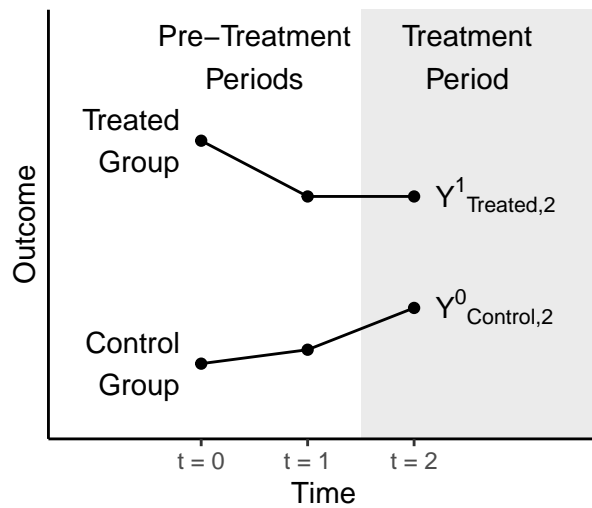 Pre−Treatment
Periods
Treatment
Period
Treated
Group
Y¹Treated,2
Y⁰Control,2
Control
Group
Outcome
t = 0
t = 1
t = 2
Time